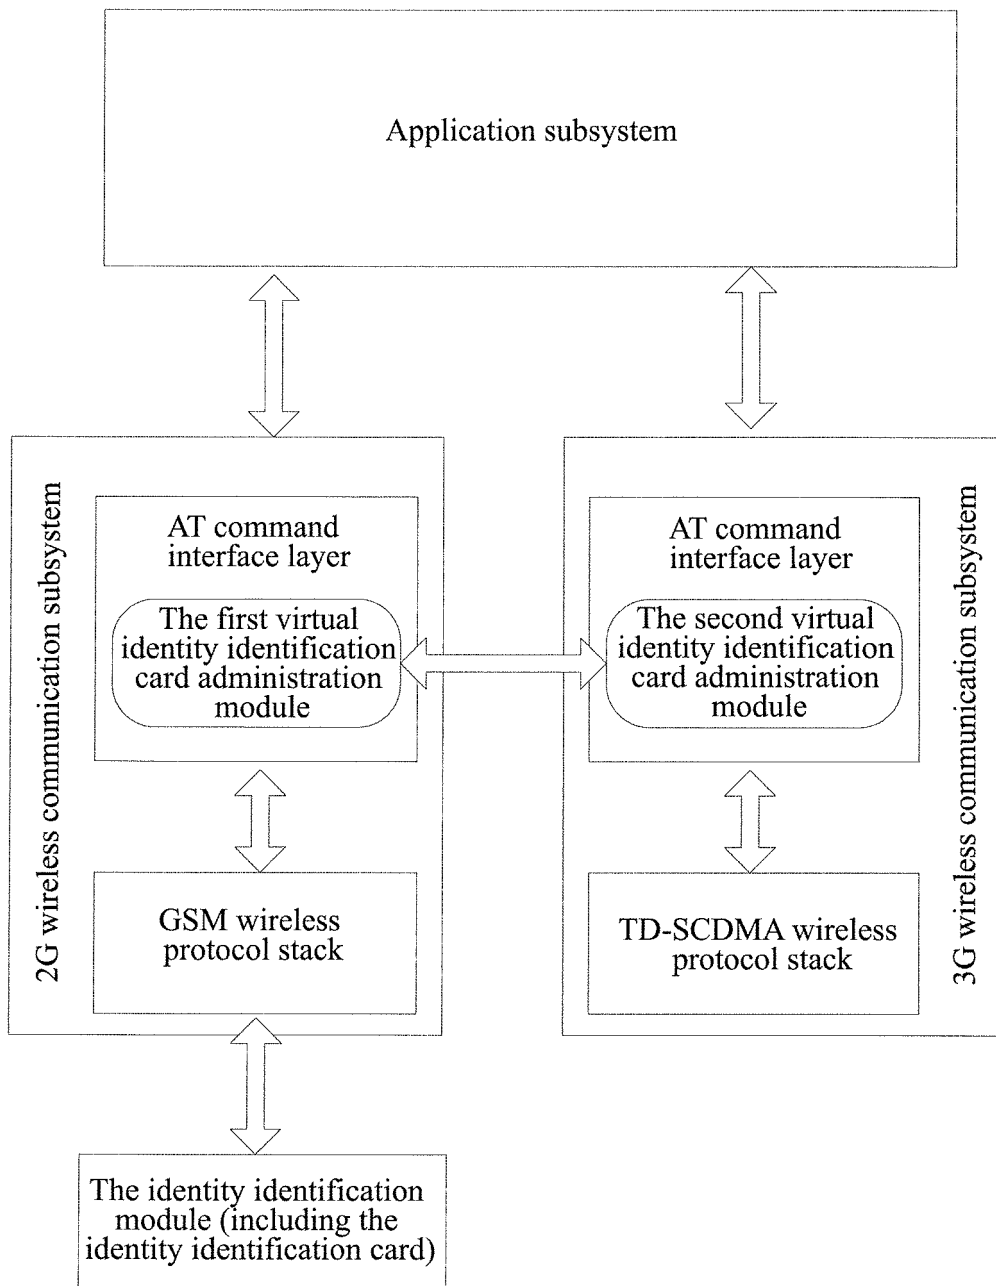 Application subsystem
2G wireless communication subsystem
AT command
interface layer
The first virtual
identity identification
card administration
module
GSM wireless
protocol stack
AT command
interface layer
The second virtual
identity identification
card administration
module
TD-SCDMA wireless
protocol stack
3G wireless communication subsystem
The identity identification
module (including the
identity identification card)